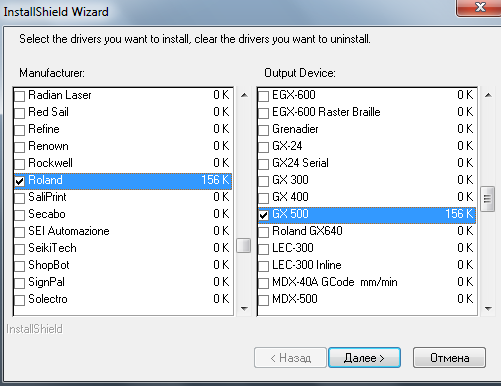 InstallShield Wizard
Select the drivers you want to install, clear the drivers you want to uninstall.
Manufacturer:
Radian Laser 0 K
Red Sail 0 K
Refine 0 K
Renown 0 K
Rockwell 0 K
Roland 156 K
SaliPrint 0 K
Secabo 0 K
SEI Automazione 0 K
SeikiTech 0 K
ShopBot 0 K
SignPal 0 K
Solectro 0 K
Output Device:
EGX-600 0 K
EGX-600 Raster Braille 0 K
Grenadier 0 K
GX-24 0 K
GX24 Serial 0 K
GX 300 0 K
GX 400 0 K
GX 500 156 K
Roland GX640 0 K
LEC-300 0 K
LEC-300 Inline 0 K
MDX-40A GCode mm/min 0 K
MDX-500 0 K
InstallShield
< Назад
Далее >
Отмена